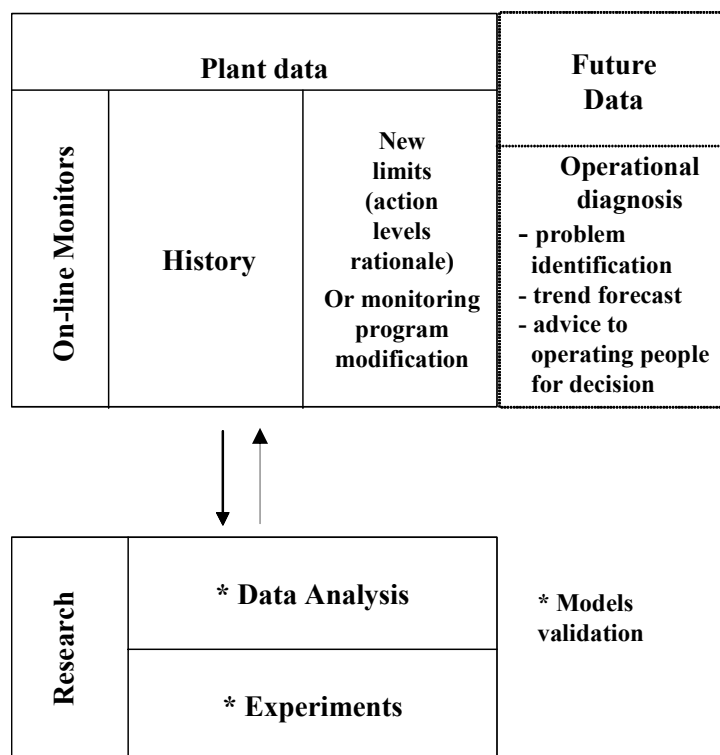 Plant data
Future
Data
On-line Monitors
History
New
limits
(action
levels
rationale)
Or monitoring
program
modification
Operational
diagnosis
- problem
identification
- trend forecast
- advice to
operating people
for decision
Research
* Data Analysis
* Experiments
* Models
validation